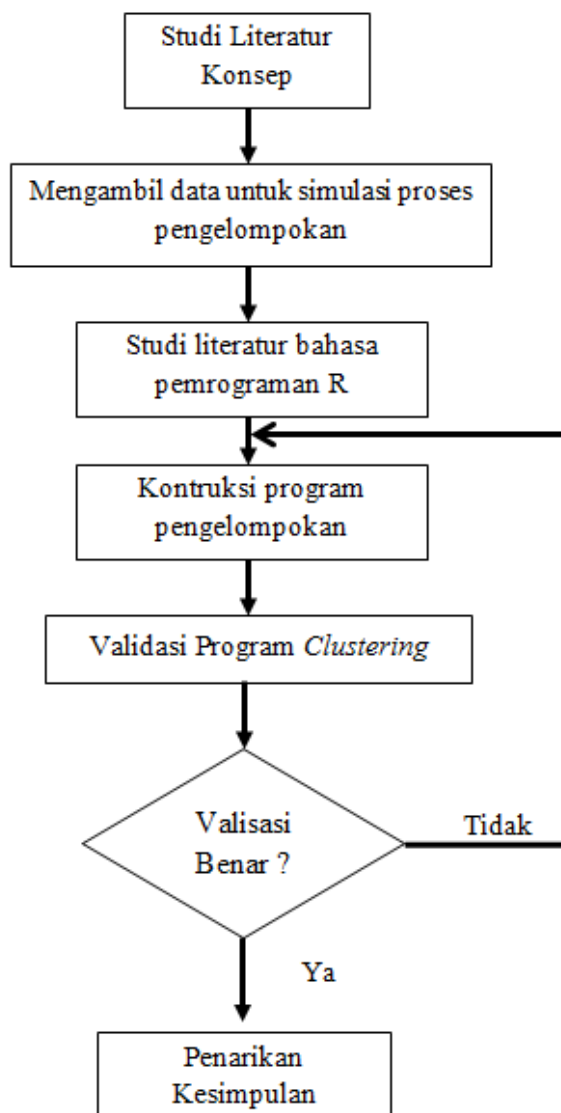 Studi Literatur
Konsep
Mengambil data untuk simulasi proses
pengelompokan
Studi literatur bahasa
pemrograman R
Kontruksi program
pengelompokan
Validasi Program Clustering
Valisasi
Benar ?
Tidak
Ya
Penarikan
Kesimpulan